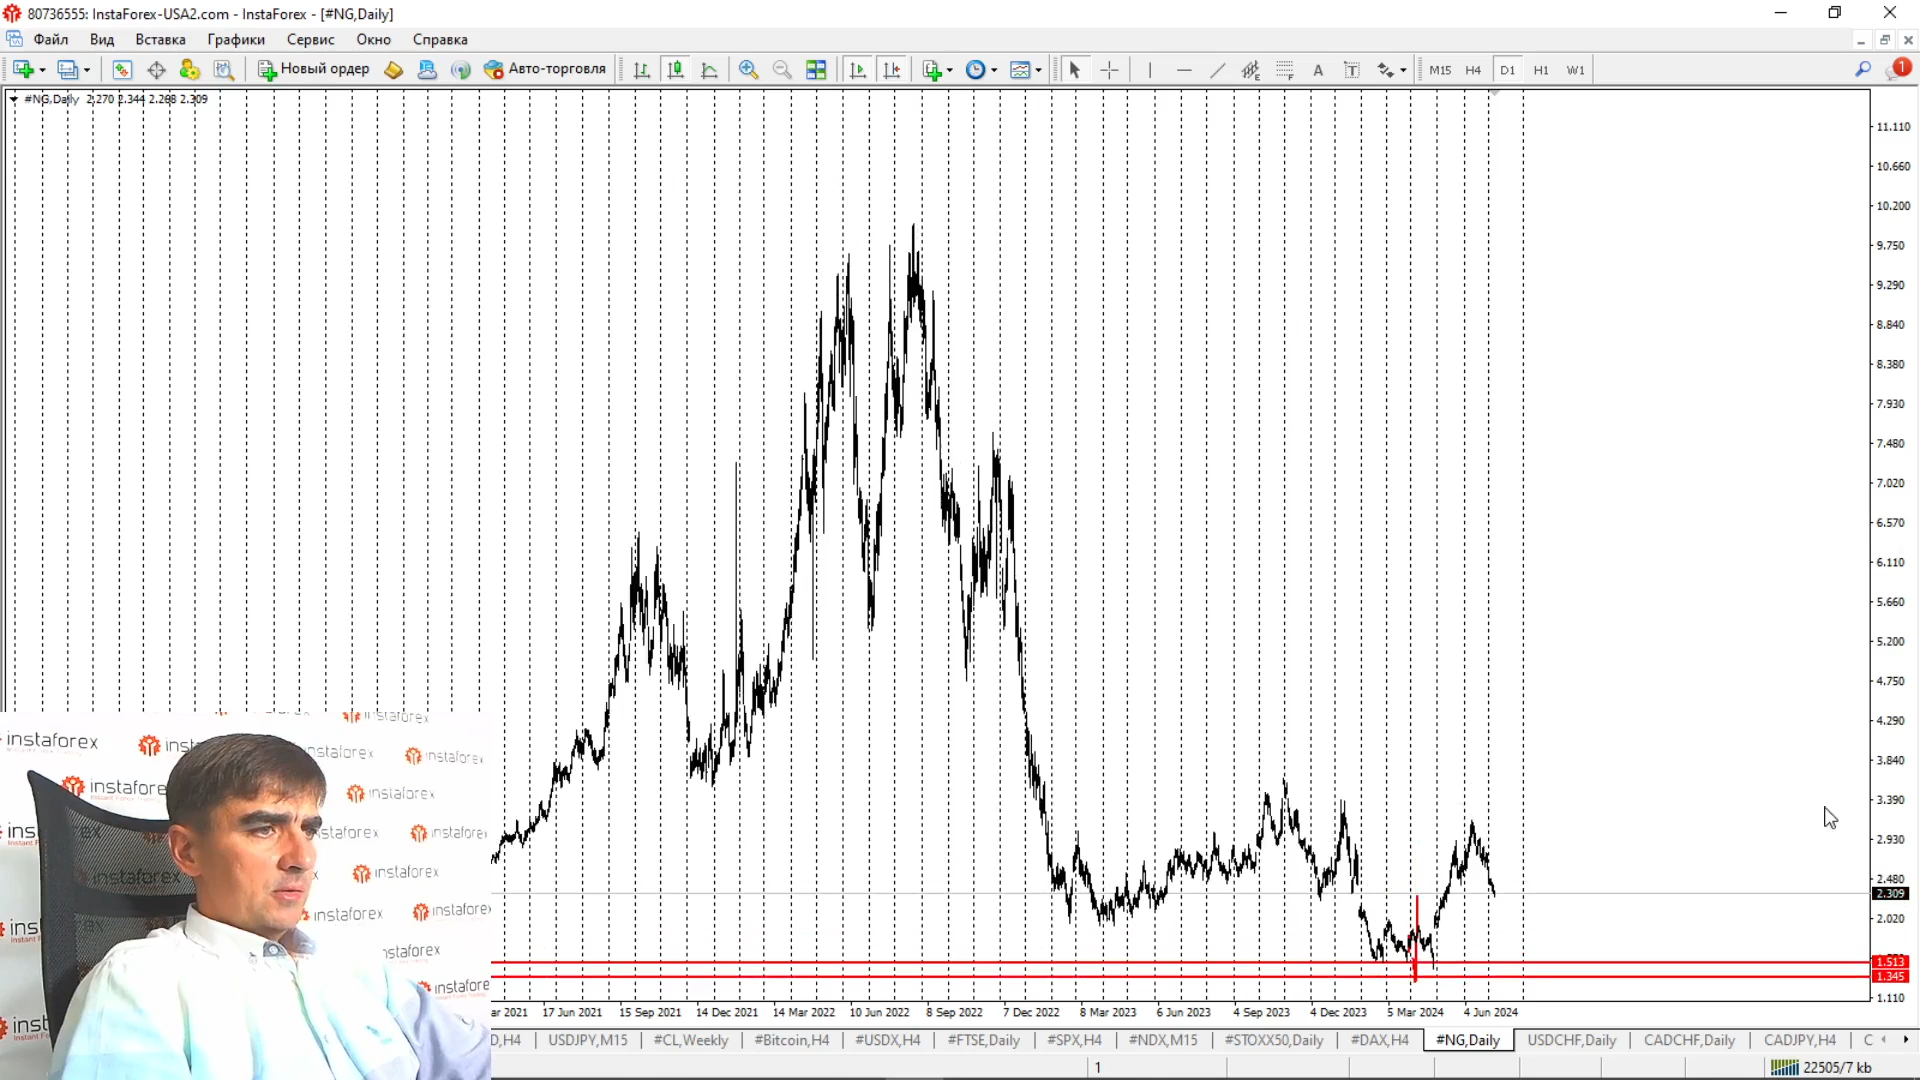 80736555: InstaForex-USA2.com - InstaForex - [#NG,Daily]
Файл Вид Вставка Графики Сервис Окно Справка
Новый ордер Авто-торговля A T M15 H4 D1 H1 W1 1
#NG,Daily 2.270 2.344 2.268 2.309
11.110
10.660
10.200
9.750
9.290
8.840
8.380
7.930
7.480
7.020
6.570
6.110
5.660
5.200
4.750
4.290
3.840
3.390
2.930
2.480
2.309
2.020
1.513
1.345
1.110
instaforex
instaforex
instaforex
instaforex
instaforex
instaforex
instaforex
17 Jun 2021 15 Sep 2021 14 Dec 2021 14 Mar 2022 10 Jun 2022 8 Sep 2022 7 Dec 2022 8 Mar 2023 6 Jun 2023 4 Sep 2023 4 Dec 2023 5 Mar 2024 4 Jun 2024
D,H4 USDJPY,M15 #CL,Weekly #Bitcoin,H4 #USDX,H4 #FTSE,Daily #SPX,H4 #NDX,M15 #STOXX50,Daily #DAX,H4 #NG,Daily USDCHF,Daily CADCHF,Daily CADJPY,H4 C
1 22505/7 kb